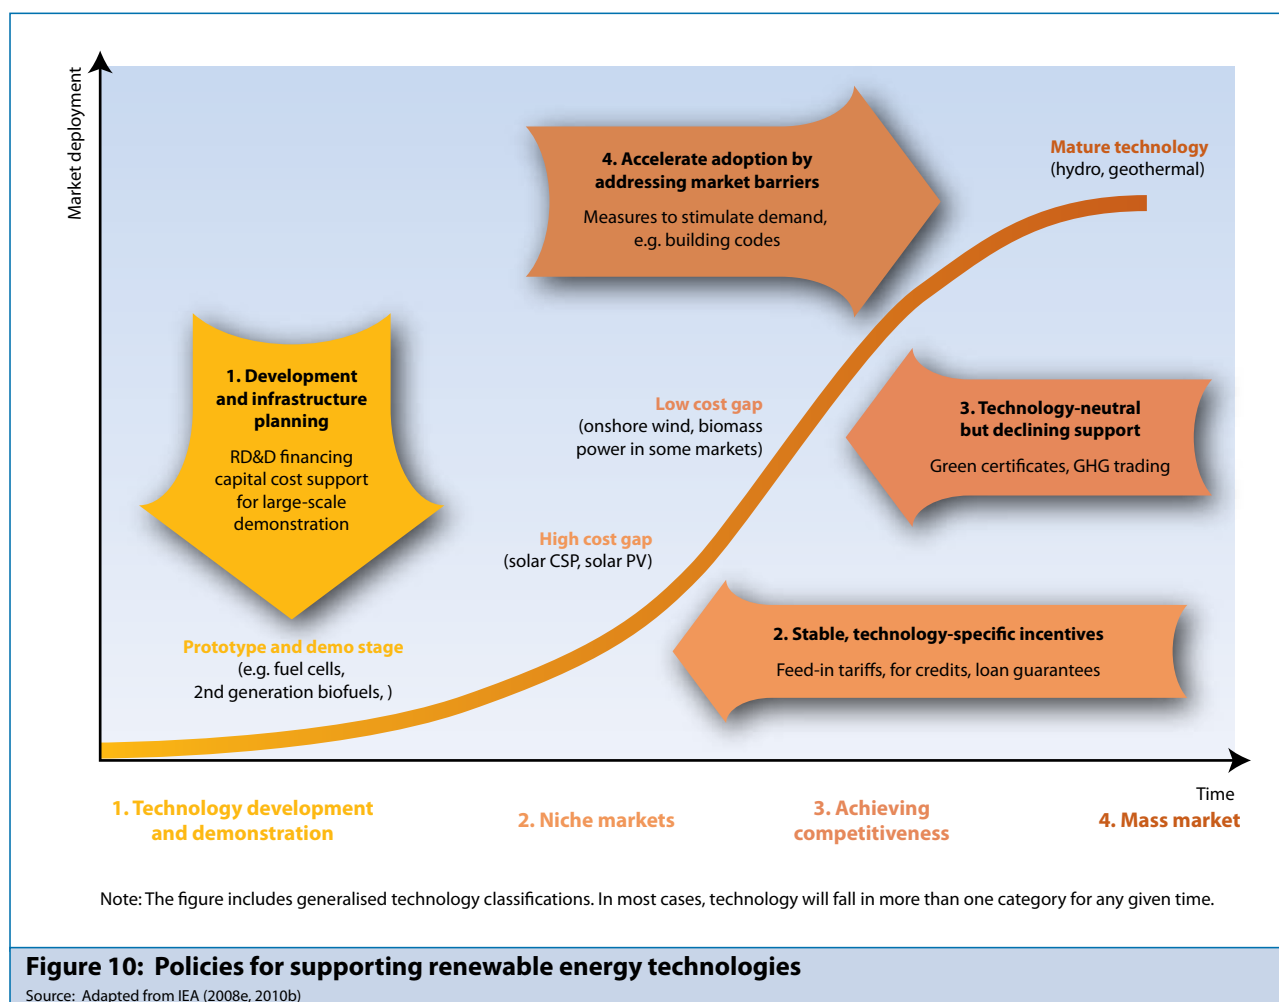 Market deployment
4. Accelerate adoption by
addressing market barriers
Measures to stimulate demand,
e.g. building codes
Mature technology
(hydro, geothermal)
1. Development
and infrastructure
planning
RD&D financing
capital cost support
for large-scale
demonstration
Low cost gap
(onshore wind, biomass
power in some markets)
3. Technology-neutral
but declining support
Green certificates, GHG trading
High cost gap
(solar CSP, solar PV)
2. Stable, technology-specific incentives
Feed-in tariffs, for credits, loan guarantees
Prototype and demo stage
(e.g. fuel cells,
2nd generation biofuels, )
Time
1. Technology development
and demonstration
2. Niche markets
3. Achieving
competitiveness
4. Mass market
Note: The figure includes generalised technology classifications. In most cases, technology will fall in more than one category for any given time.
Figure 10: Policies for supporting renewable energy technologies
Source: Adapted from IEA (2008e, 2010b)